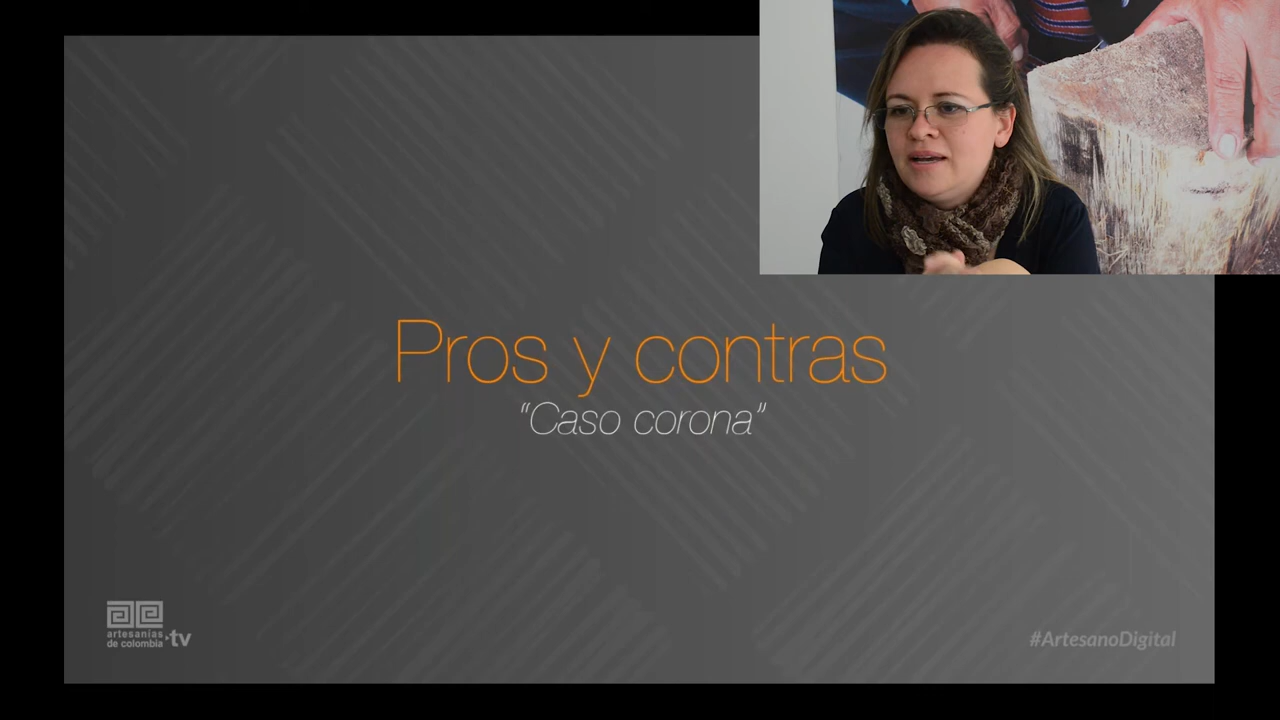 Pros y contras
“Caso corona”
artesanías
de colombia
.tv
#ArtesanoDigital